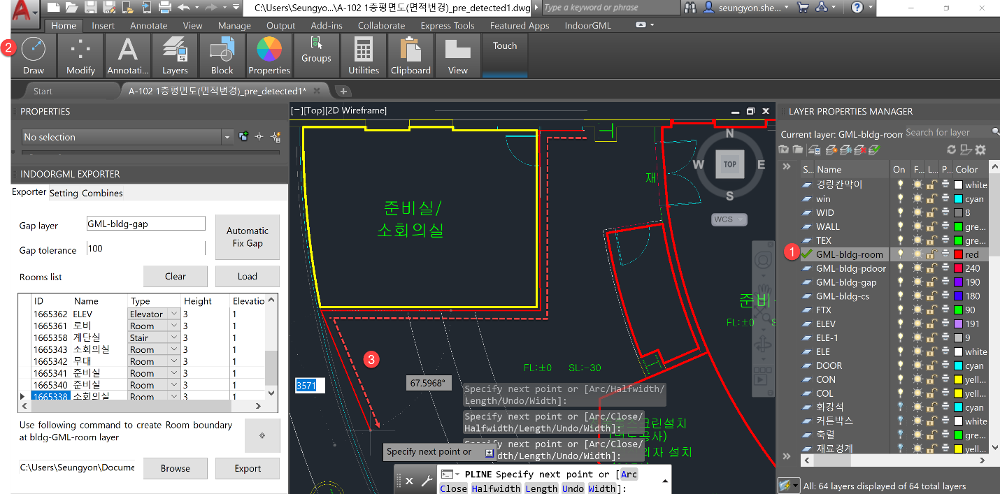 C:\Users\Seungyo...\A-102 1층평면도(면적변경)_pre_detected1.dwg
Type a keyword or phrase
seungyon.she...
Home Insert Annotate View Manage Output Add-ins Collaborate Express Tools Featured Apps IndoorGML
2
Draw Modify Annotati... Layers Block Properties Groups Utilities Clipboard View Touch
Start
A-102 1층평면도(면적변경)_pre_detected1*
PROPERTIES
No selection
INDOORGML EXPORTER
Exporter Setting Combines
Gap layer GML-bldg-gap
Automatic
Fix Gap
Gap tolerance 100
Rooms list Clear Load
ID Name Type Height Elevatio
1665362 ELEV Elevator 3 1
1665361 로비 Room 3 1
1665358 계단실 Stair 3 1
1665343 소회의실 Room 3 1
1665342 무대 Room 3 1
1665341 준비실 Room 3 1
1665340 준비실 Room 3 1
1665338 소회의실 Room 3 1
Use following command to create Room boundary
at bldg-GML-room layer
C:\Users\Seungyon\Docume Browse Export
[−][Top][2D Wireframe]
N
W TOP E
S
WCS
재
준비실/
소회의실
준비
FL:±0 S
3
FL:±0 SL:-30
3571
67.5968°
Specify next point or [Arc/Halfwidth/
Length/Undo/Width]:
Specify next point or [Arc/Close/
Halfwidth/Length/Undo/Width]:
Specify next point or [Arc/Close/
Halfwidth/Length/Undo/Width]:
크린설치
의자 설치
Specify next point or
PLINE Specify next point or [Arc
Close Halfwidth Length Undo Width]:
LAYER PROPERTIES MANAGER
Current layer: GML-bldg-room
Search for layer
S... Name On F... L... P... Color
경량칸막이 white
win cyan
WID 8
WALL gre...
TEX gre...
1
GML-bldg-room red
GML-bldg-pdoor 240
GML-bldg-gap 190
GML-bldg-cs 180
FTX 90
ELEV 191
ELE-1 9
ELE white
DOOR cyan
CON yell...
COL yell...
화강석 cyan
커튼박스 white
축렬 gre...
재료경계 yell...
All: 64 layers displayed of 64 total layers